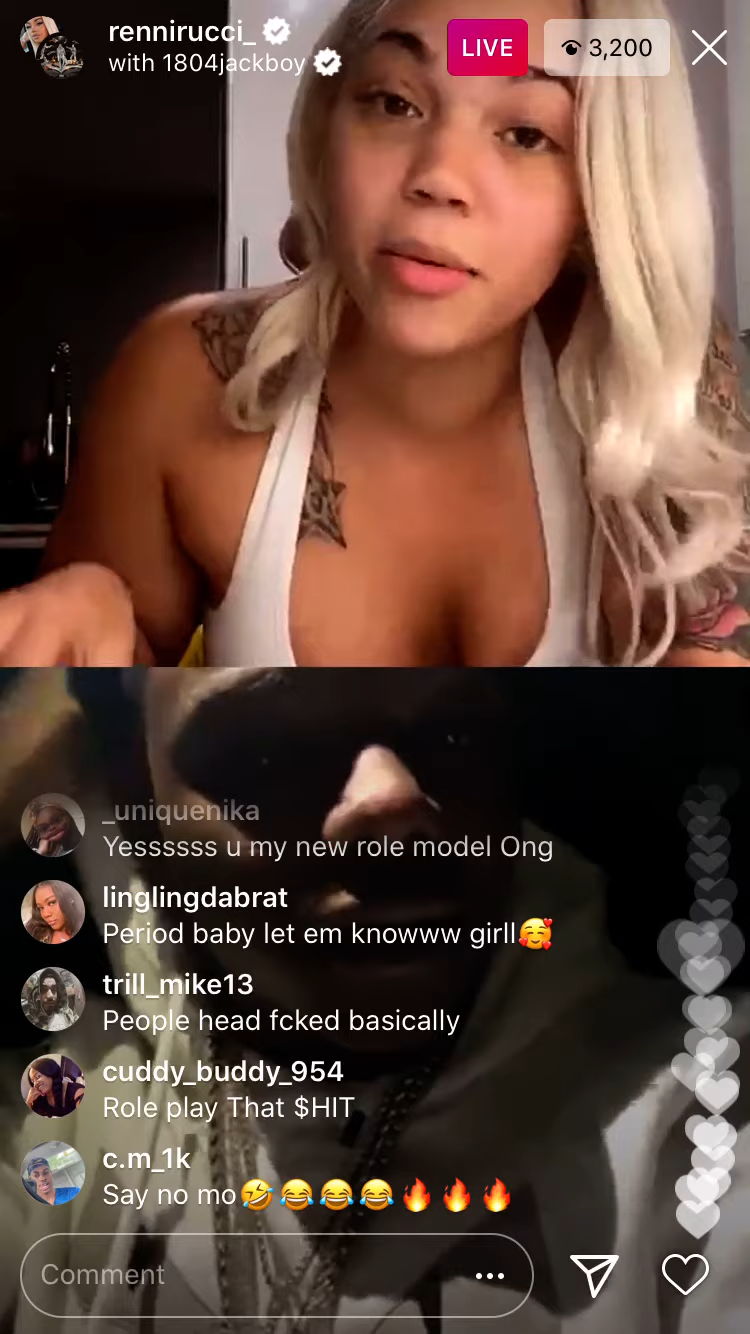 rennirucci_
with 1804jackboy
LIVE
3,200
_uniquenika
Yessssss u my new role model Ong
linglingdabrat
Period baby let em knowww girll🥰
trill_mike13
People head fcked basically
cuddy_buddy_954
Role play That $HIT
c.m_1k
Say no mo🤣😂😂😂🔥🔥🔥
Comment